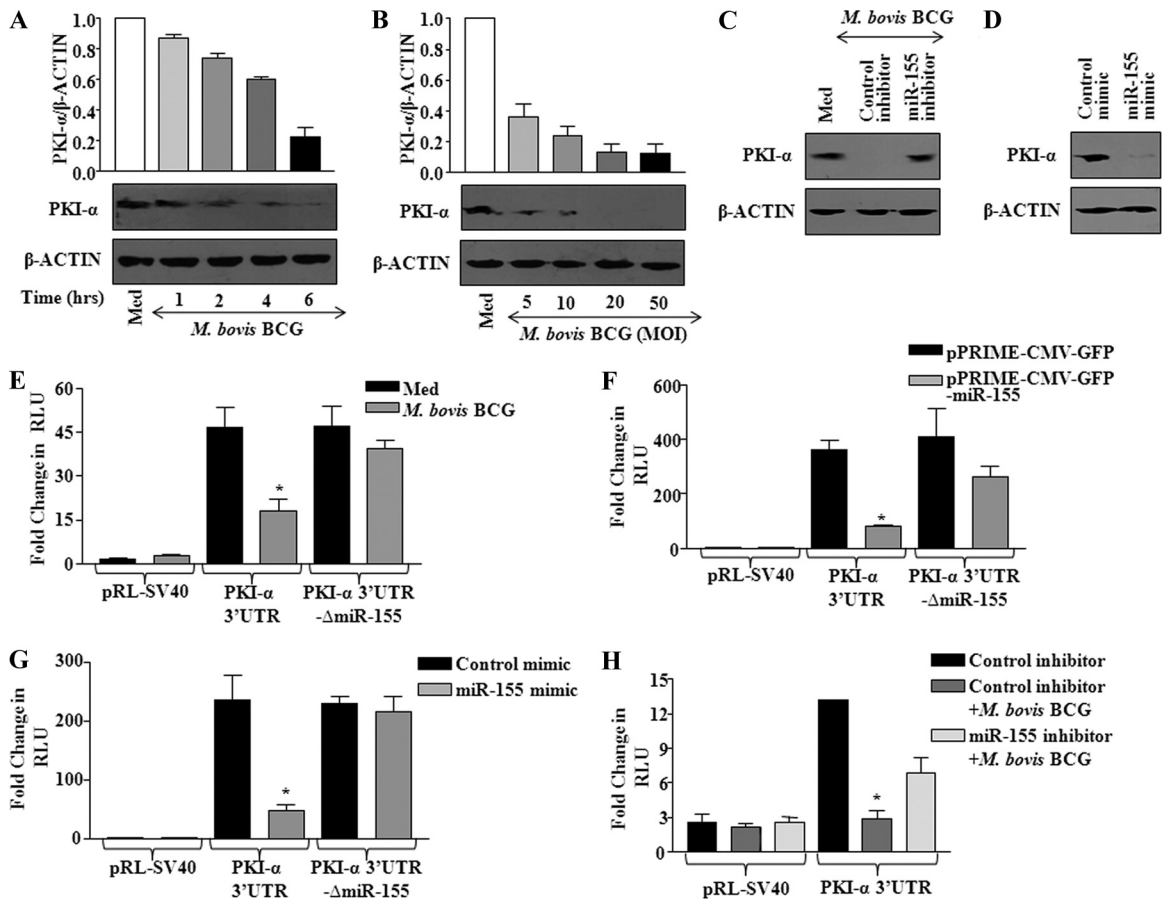 A
PKI-α/β-ACTIN
1.0
0.8
0.6
0.4
0.2
0.0
PKI-α
β-ACTIN
Time (hrs)
Med
1 2 4 6
M. bovis BCG
B
PKI-α/β-ACTIN
1.0
0.8
0.6
0.4
0.2
0.0
PKI-α
β-ACTIN
Med
5 10 20 50
M. bovis BCG (MOI)
C
M. bovis BCG
Med
Control
inhibitor
miR-155
inhibitor
PKI-α
β-ACTIN
D
Control
mimic
miR-155
mimic
PKI-α
β-ACTIN
E
Fold Change in RLU
60
45
30
15
0
Med
M. bovis BCG
*
pRL-SV40
PKI-α
3’UTR
PKI-α 3’UTR
-ΔmiR-155
F
Fold Change in
RLU
600
400
200
0
pPRIME-CMV-GFP
pPRIME-CMV-GFP
-miR-155
*
pRL-SV40
PKI-α
3’UTR
PKI-α 3’UTR
-ΔmiR-155
G
Fold Change in
RLU
300
200
100
0
Control mimic
miR-155 mimic
*
pRL-SV40
PKI-α
3’UTR
PKI-α 3’UTR
-ΔmiR-155
H
Fold Change in
RLU
15
12
9
6
3
0
Control inhibitor
Control inhibitor
+M. bovis BCG
miR-155 inhibitor
+M. bovis BCG
*
pRL-SV40
PKI-α 3’UTR